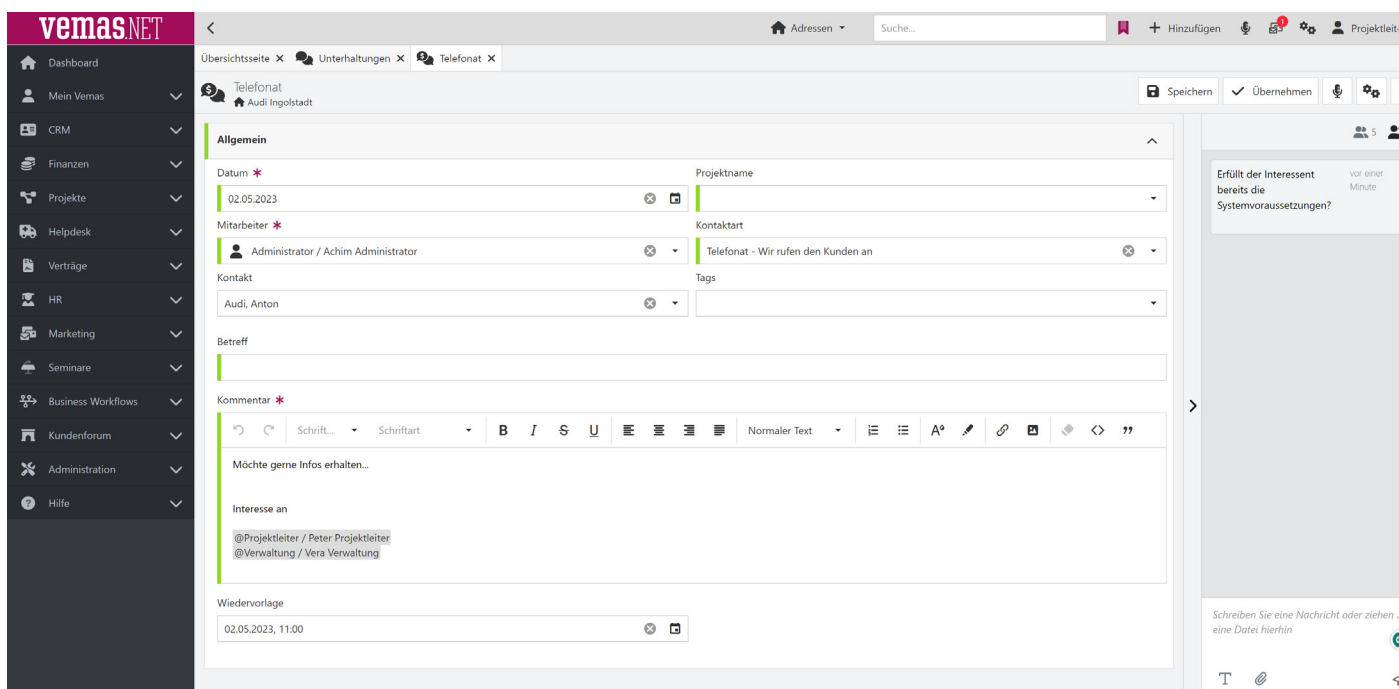 vemas.NET
Adressen
Suche...
1
Hinzufügen
Dashboard
Mein Vemas
CRM
Finanzen
Projekte
Helpdesk
Verträge
HR
Marketing
Seminare
Business Workflows
Kundenforum
Administration
Hilfe
Übersichtsseite
Unterhaltungen
Telefonat
Telefonat
Audi Ingolstadt
Speichern
Übernehmen
Allgemein
Datum *
Projektname
02.05.2023
Mitarbeiter *
Kontaktart
Administrator / Achim Administrator
Telefonat - Wir rufen den Kunden an
Kontakt
Tags
Audi, Anton
Betreff
Kommentar *
Schrift...
Schriftart
B I S U
Normaler Text
Möchte gerne Infos erhalten...
Interesse an
@Projektleiter / Peter Projektleiter
@Verwaltung / Vera Verwaltung
Wiedervorlage
02.05.2023, 11:00
5
Erfüllt der Interessent
bereits die
Systemvoraussetzungen?
vor einer
Minute
Schreiben Sie eine Nachricht oder ziehen
eine Datei hierhin